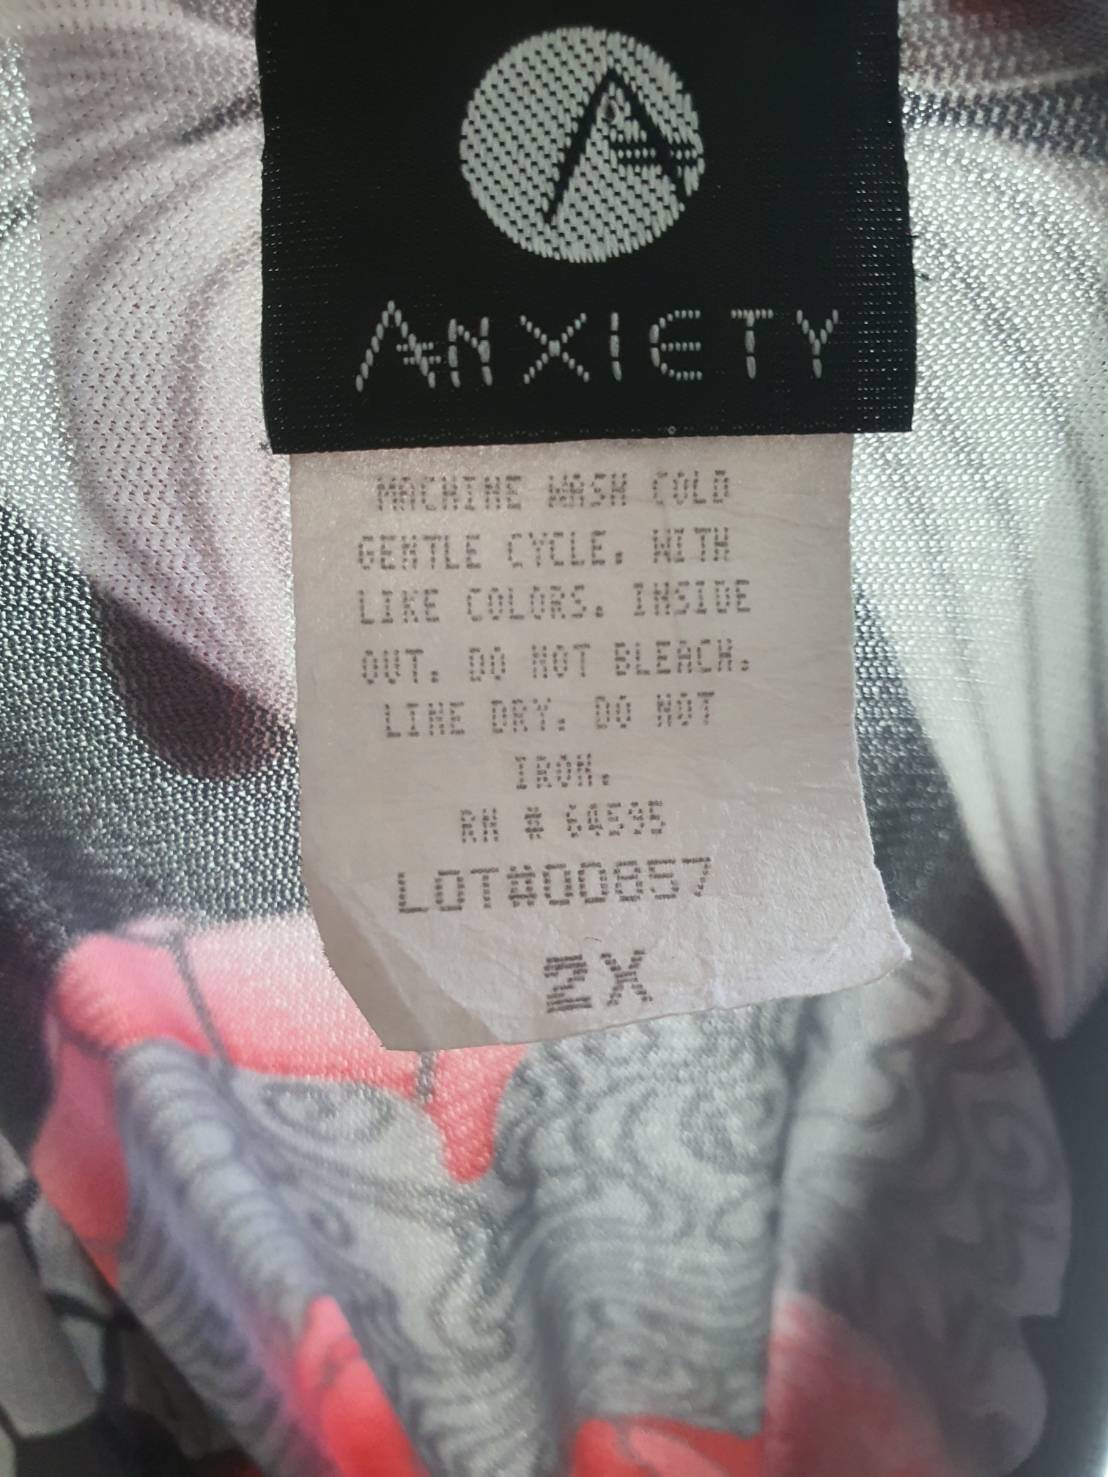 A
ANXIETY
MACHINE WASH COLD
GENTLE CYCLE. WITH
LIKE COLORS. INSIDE
OUT. DO NOT BLEACH.
LINE DRY. DO NOT
IRON.
RN # 64595
LOT#00857
2X